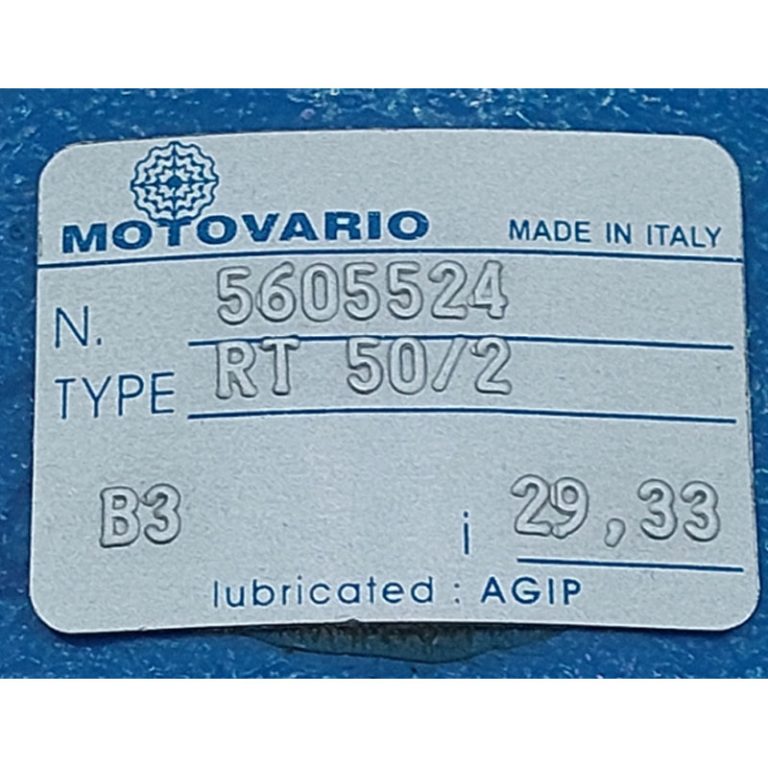 MOTOVARIO MADE IN ITALY
N. 5605524
TYPE RT 50/2
B3 i 29,33
lubricated : AGIP